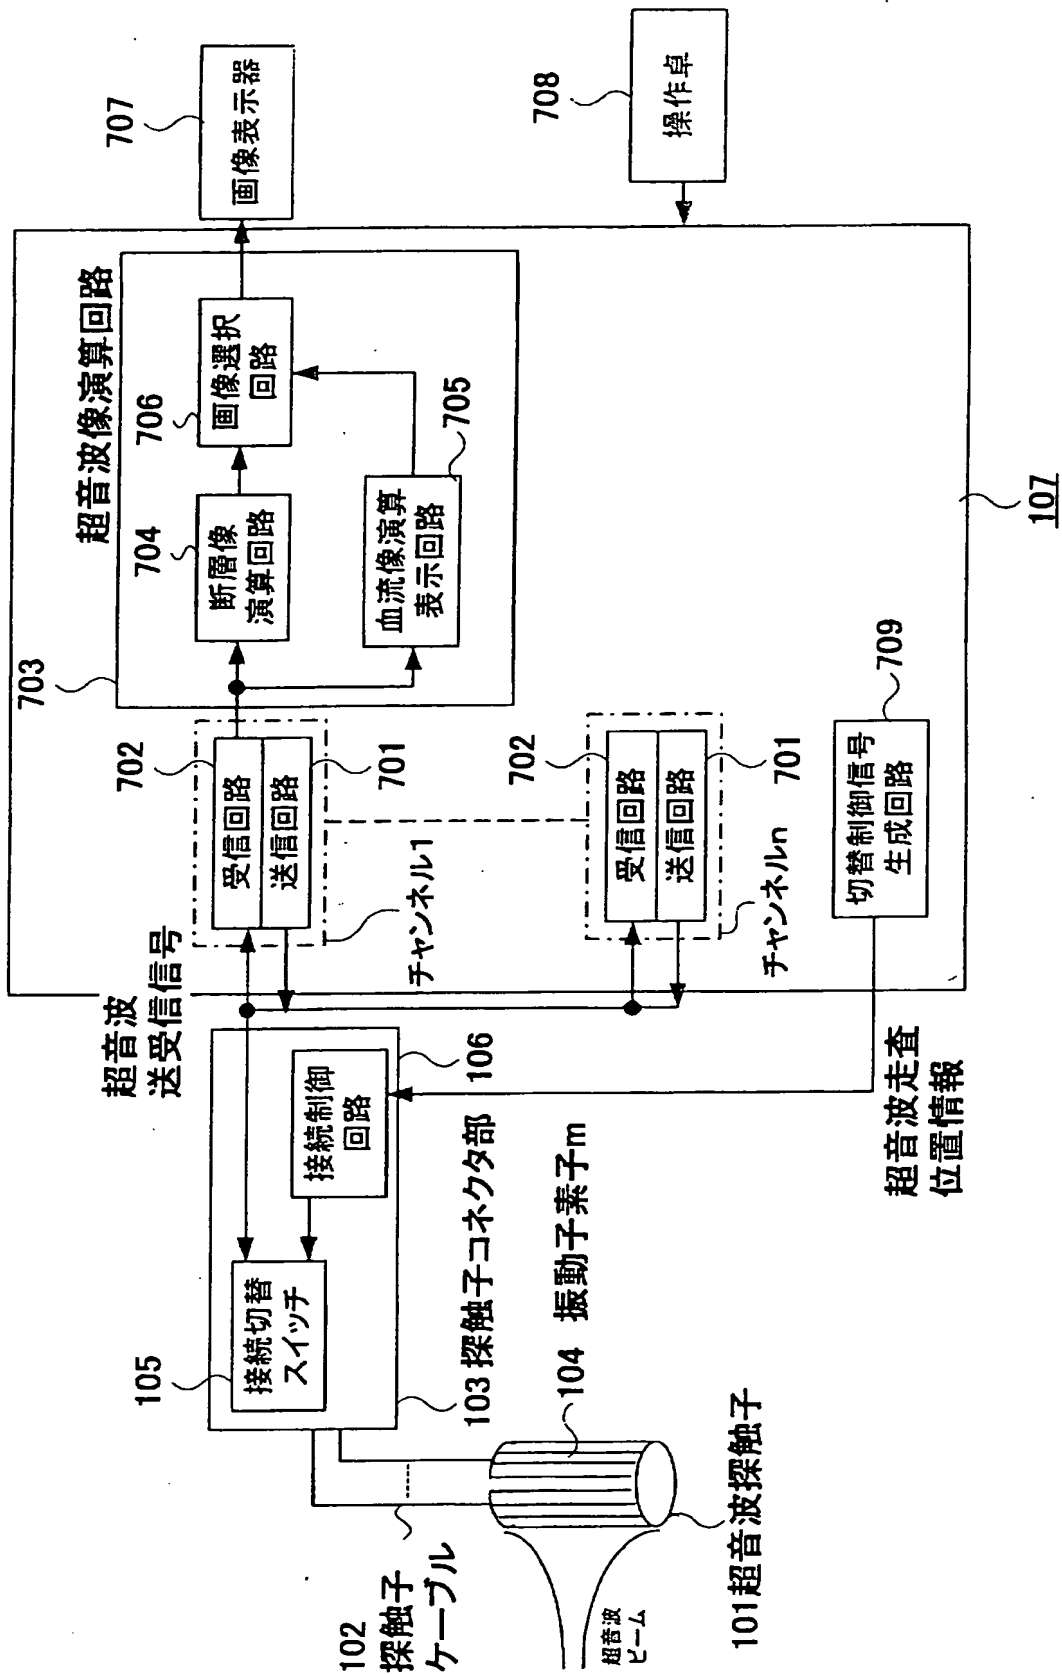 707
画像表示器
708
操作卓
超音波像演算回路
706
画像選択
回路
705
704
断層像
演算回路
血流像演算
表示回路
703
107
702
受信回路
送信回路
701
チャンネル1
702
受信回路
送信回路
701
チャンネルn
709
切替制御信号
生成回路
超音波
送受信信号
106
接続制御
回路
超音波走査
位置情報
105
接続切替
スイッチ
103探触子コネクタ部
104 振動子素子m
102
探触子
ケーブル
超音波
ビーム
101超音波探触子